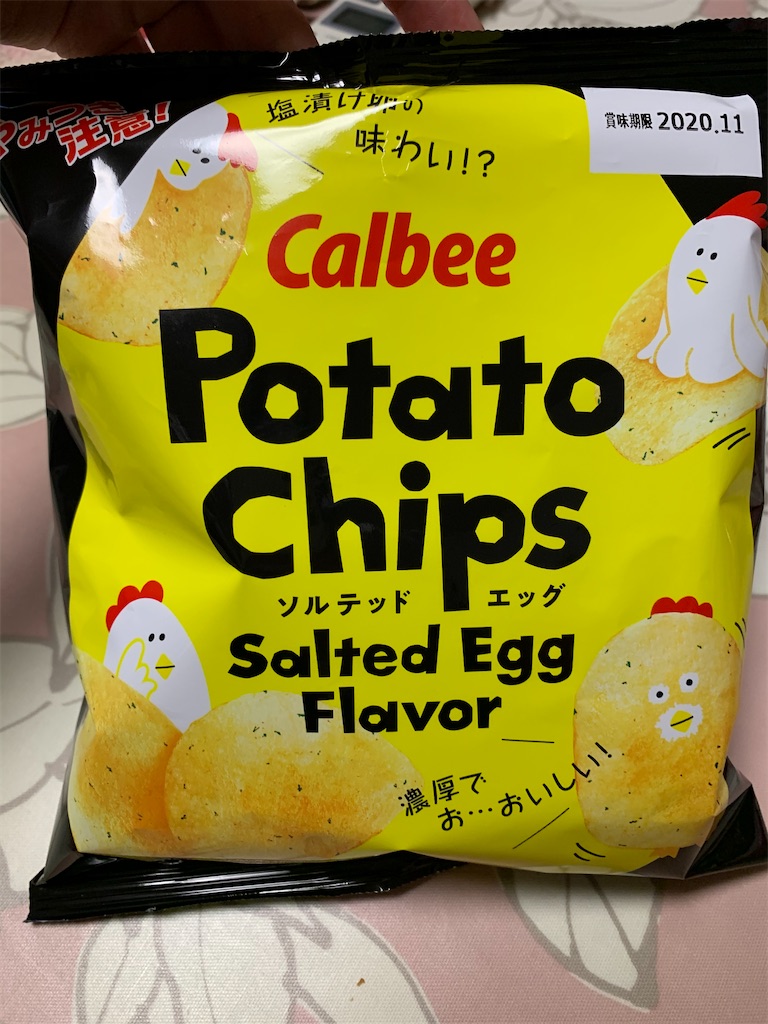 やみつき
注意!
塩漬け卵の
味わい!?
賞味期限 2020.11
Calbee
Potato
Chips
ソルテッド エッグ
Salted Egg
Flavor
濃厚で
お…おいしい!